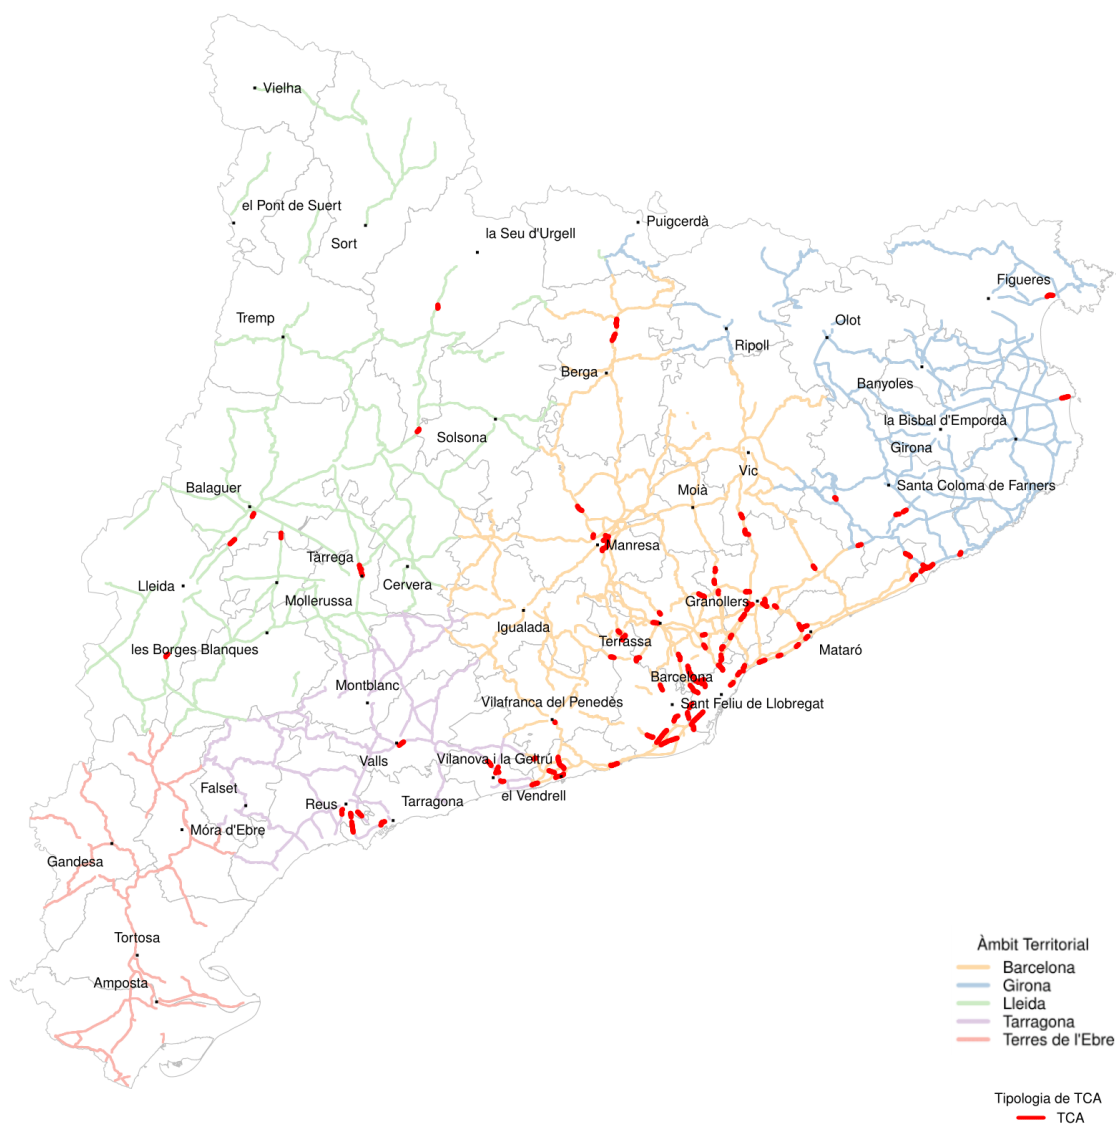 Vielha
el Pont de Suert
Puigcerdà
la Seu d'Urgell
Sort
Figueres
Tremp
Olot
Ripoll
Berga
Banyoles
la Bisbal d'Empordà
Solsona
Girona
Vic
Balaguer
Moià
Santa Coloma de Farners
Manresa
Tàrrega
Lleida
Cervera
Mollerussa
Granollers
Igualada
Terrassa
les Borges Blanques
Mataró
Barcelona
Montblanc
Vilafranca del Penedès
Sant Feliu de Llobregat
Valls
Vilanova i la Geltrú
Falset
el Vendrell
Reus
Tarragona
Móra d'Ebre
Gandesa
Tortosa
Amposta
Àmbit Territorial
Barcelona
Girona
Lleida
Tarragona
Terres de l'Ebre
Tipologia de TCA
TCA